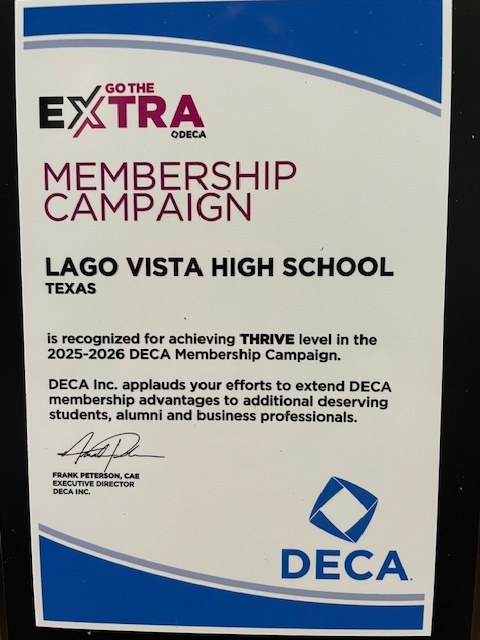 GO THE
EXTRA
DECA
MEMBERSHIP
CAMPAIGN
LAGO VISTA HIGH SCHOOL
TEXAS
is recognized for achieving THRIVE level in the
2025-2026 DECA Membership Campaign.
DECA Inc. applauds your efforts to extend DECA
membership advantages to additional deserving
students, alumni and business professionals.
FRANK PETERSON, CAE
EXECUTIVE DIRECTOR
DECA INC.
DECA